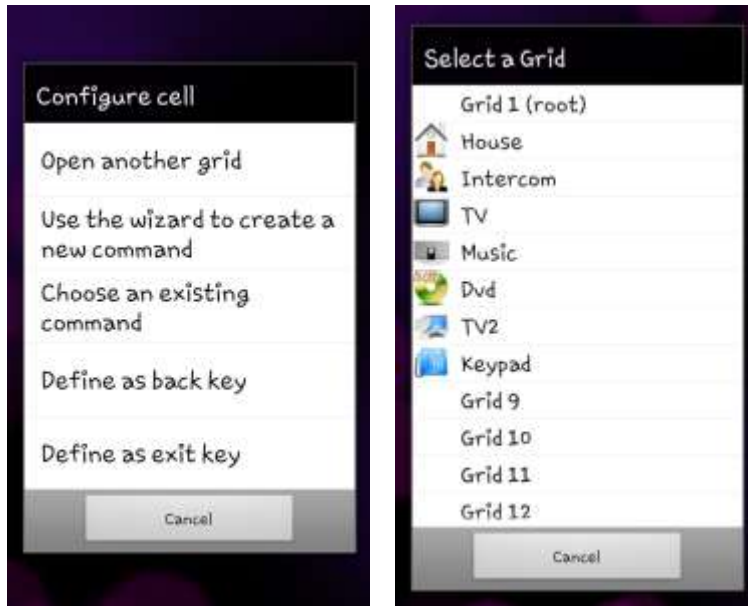 Configure cell
Open another grid
Use the wizard to create a
new command
Choose an existing
command
Define as back key
Define as exit key
Cancel
Select a Grid
Grid 1 (root)
House
Intercom
TV
Music
Dvd
TV2
Keypad
Grid 9
Grid 10
Grid 11
Grid 12
Cancel